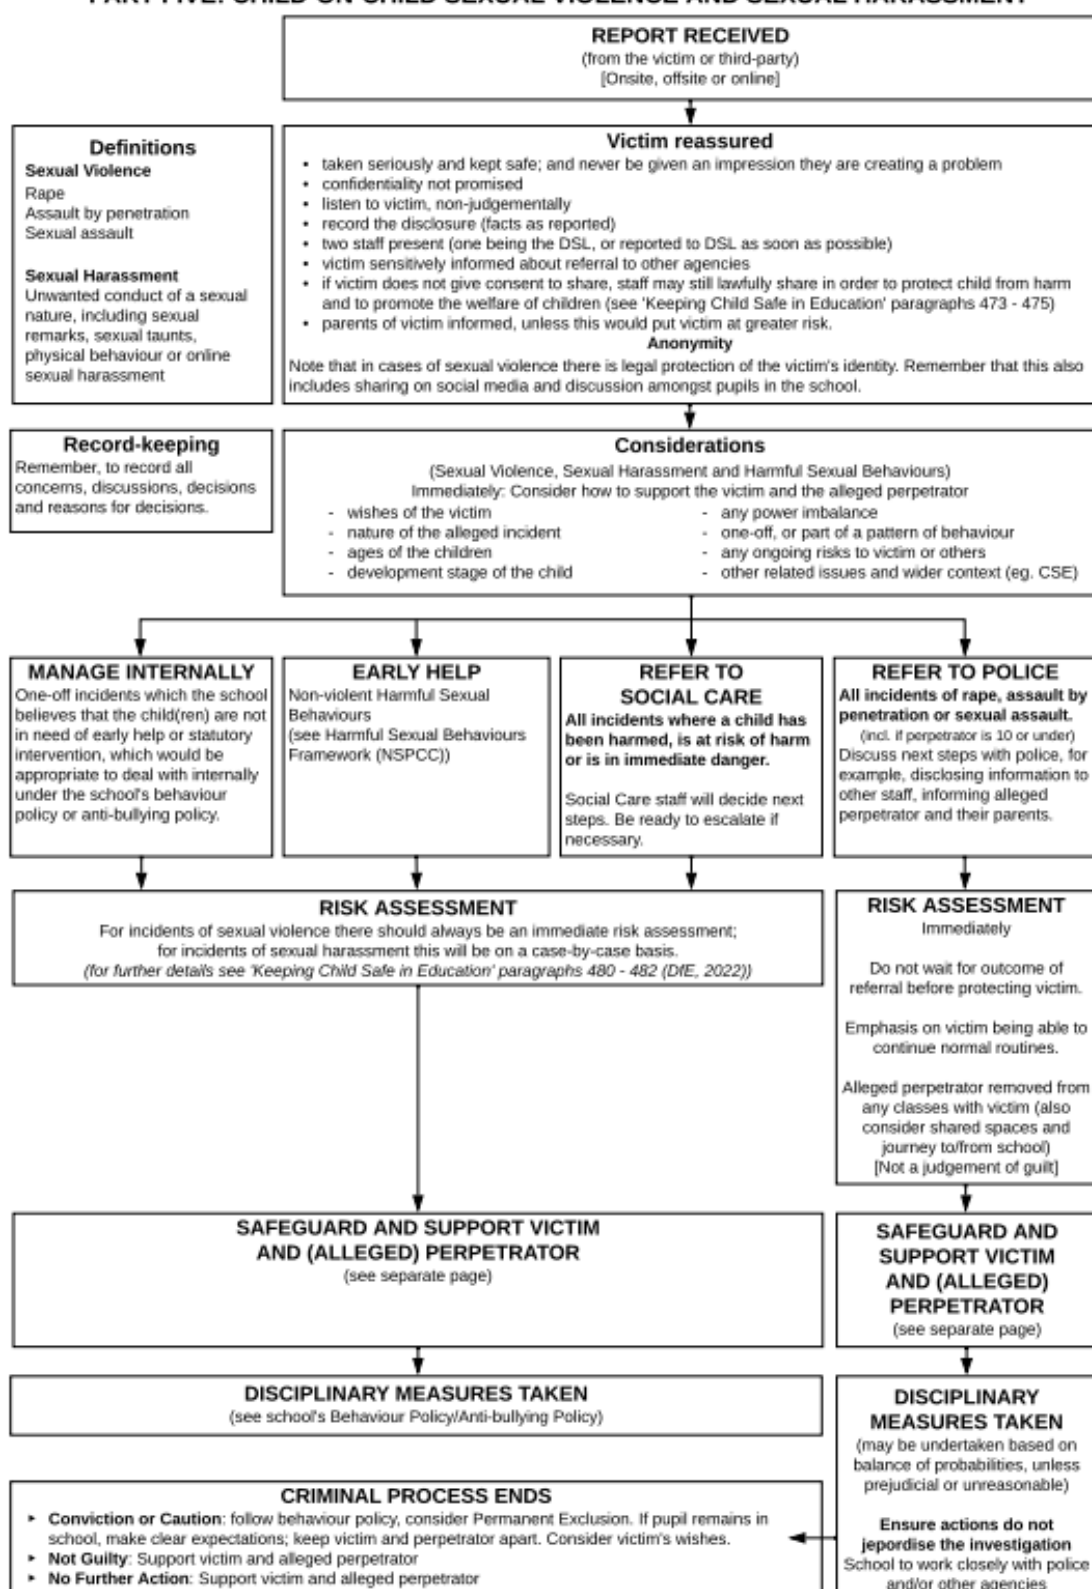 PART FIVE: CHILD-ON-CHILD SEXUAL VIOLENCE AND SEXUAL HARASSMENT
REPORT RECEIVED
(from the victim or third-party)
[Onsite, offsite or online]
Definitions
Sexual Violence
Rape
Assault by penetration
Sexual assault
Sexual Harassment
Unwanted conduct of a sexual
nature, including sexual
remarks, sexual taunts,
physical behaviour or online
sexual harassment
Victim reassured
• taken seriously and kept safe; and never be given an impression they are creating a problem
• confidentiality not promised
• listen to victim, non-judgementally
• record the disclosure (facts as reported)
• two staff present (one being the DSL, or reported to DSL as soon as possible)
• victim sensitively informed about referral to other agencies
• if victim does not give consent to share, staff may still lawfully share in order to protect child from harm
and to promote the welfare of children (see 'Keeping Child Safe in Education' paragraphs 473 - 475)
• parents of victim informed, unless this would put victim at greater risk.
Anonymity
Note that in cases of sexual violence there is legal protection of the victim's identity. Remember that this also
includes sharing on social media and discussion amongst pupils in the school.
Record-keeping
Remember, to record all
concerns, discussions, decisions
and reasons for decisions.
Considerations
(Sexual Violence, Sexual Harassment and Harmful Sexual Behaviours)
Immediately: Consider how to support the victim and the alleged perpetrator
- wishes of the victim
- nature of the alleged incident
- ages of the children
- development stage of the child
- any power imbalance
- one-off, or part of a pattern of behaviour
- any ongoing risks to victim or others
- other related issues and wider context (eg. CSE)
MANAGE INTERNALLY
One-off incidents which the school
believes that the child(ren) are not
in need of early help or statutory
intervention, which would be
appropriate to deal with internally
under the school's behaviour
policy or anti-bullying policy.
EARLY HELP
Non-violent Harmful Sexual
Behaviours
(see Harmful Sexual Behaviours
Framework (NSPCC))
REFER TO
SOCIAL CARE
All incidents where a child has
been harmed, is at risk of harm
or is in immediate danger.
Social Care staff will decide next
steps. Be ready to escalate if
necessary.
REFER TO POLICE
All incidents of rape, assault by
penetration or sexual assault.
(incl. if perpetrator is 10 or under)
Discuss next steps with police, for
example, disclosing information to
other staff, informing alleged
perpetrator and their parents.
RISK ASSESSMENT
For incidents of sexual violence there should always be an immediate risk assessment;
for incidents of sexual harassment this will be on a case-by-case basis.
(for further details see 'Keeping Child Safe in Education' paragraphs 480 - 482 (DfE, 2022))
RISK ASSESSMENT
Immediately
Do not wait for outcome of
referral before protecting victim.
Emphasis on victim being able to
continue normal routines.
Alleged perpetrator removed from
any classes with victim (also
consider shared spaces and
journey to/from school)
[Not a judgement of guilt]
SAFEGUARD AND SUPPORT VICTIM
AND (ALLEGED) PERPETRATOR
(see separate page)
SAFEGUARD AND
SUPPORT VICTIM
AND (ALLEGED)
PERPETRATOR
(see separate page)
DISCIPLINARY MEASURES TAKEN
(see school's Behaviour Policy/Anti-bullying Policy)
DISCIPLINARY
MEASURES TAKEN
(may be undertaken based on
balance of probabilities, unless
prejudicial or unreasonable)
Ensure actions do not
jepordise the investigation
School to work closely with police
and/or other agencies
CRIMINAL PROCESS ENDS
▸ Conviction or Caution: follow behaviour policy, consider Permanent Exclusion. If pupil remains in
school, make clear expectations; keep victim and perpetrator apart. Consider victim's wishes.
▸ Not Guilty: Support victim and alleged perpetrator
▸ No Further Action: Support victim and alleged perpetrator